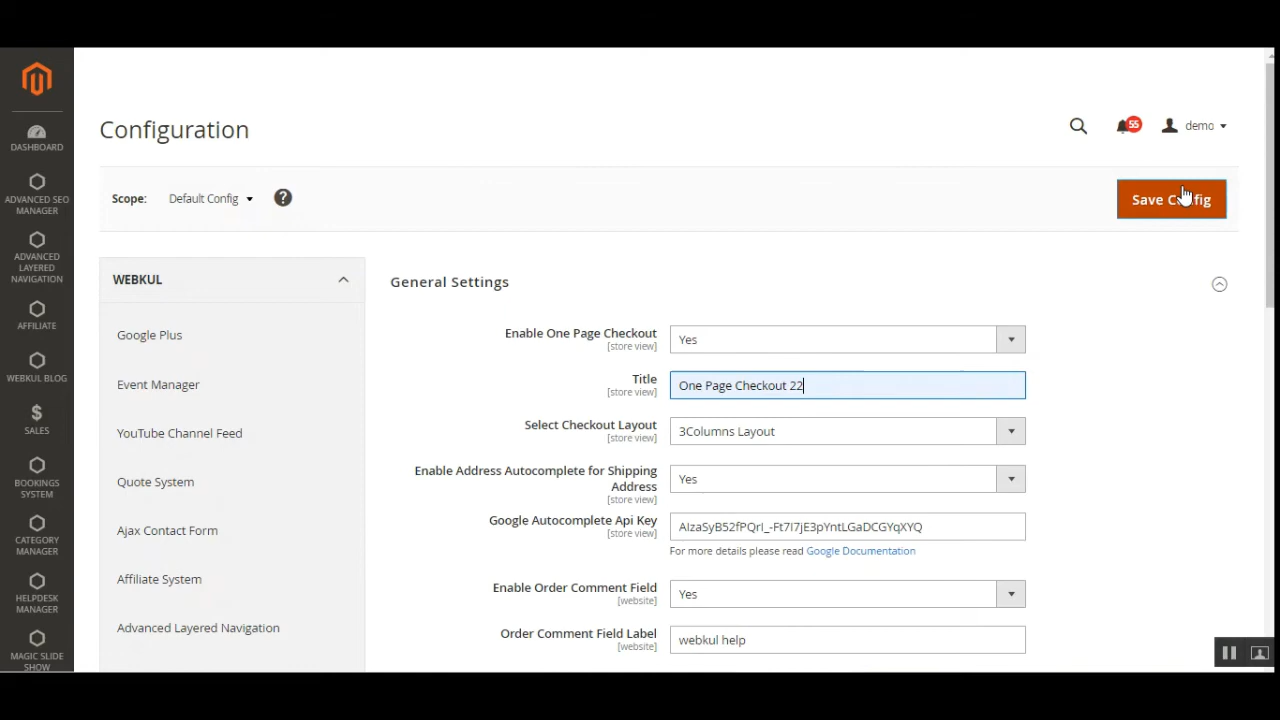 Configuration
55
demo
Scope:
Default Config
?
Save Config
DASHBOARD
ADVANCED SEO
MANAGER
ADVANCED
LAYERED
NAVIGATION
AFFILIATE
WEBKUL BLOG
$
SALES
BOOKINGS
SYSTEM
CATEGORY
MANAGER
HELPDESK
MANAGER
MAGIC SLIDE
SHOW
WEBKUL
Google Plus
Event Manager
YouTube Channel Feed
Quote System
Ajax Contact Form
Affiliate System
Advanced Layered Navigation
General Settings
Enable One Page Checkout
[store view]
Yes
Title
[store view]
One Page Checkout 22
Select Checkout Layout
[store view]
3Columns Layout
Enable Address Autocomplete for Shipping
Address
[store view]
Yes
Google Autocomplete Api Key
[store view]
AIzaSyB52fPQrI_-Ft7I7jE3pYntLGaDCGYqXYQ
For more details please read Google Documentation
Enable Order Comment Field
[website]
Yes
Order Comment Field Label
[website]
webkul help